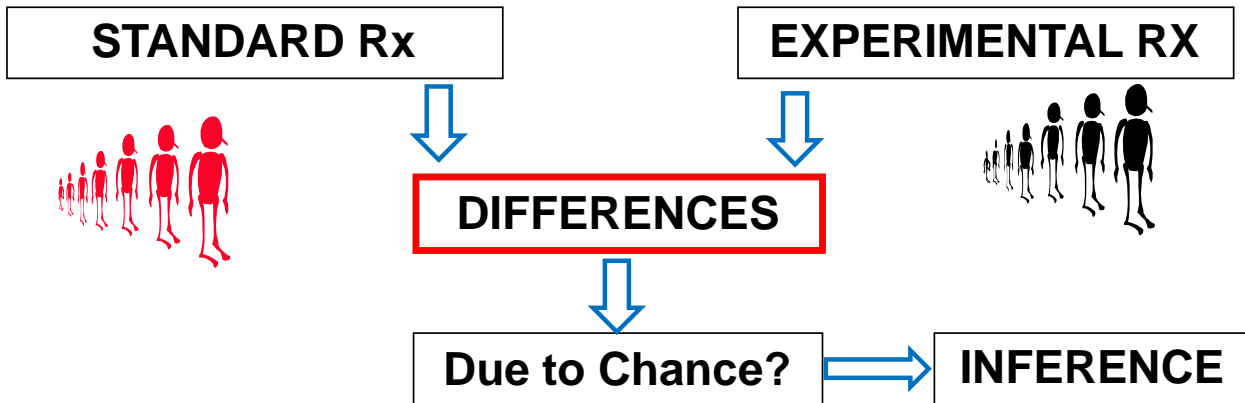 STANDARD Rx
EXPERIMENTAL RX
DIFFERENCES
Due to Chance?
INFERENCE